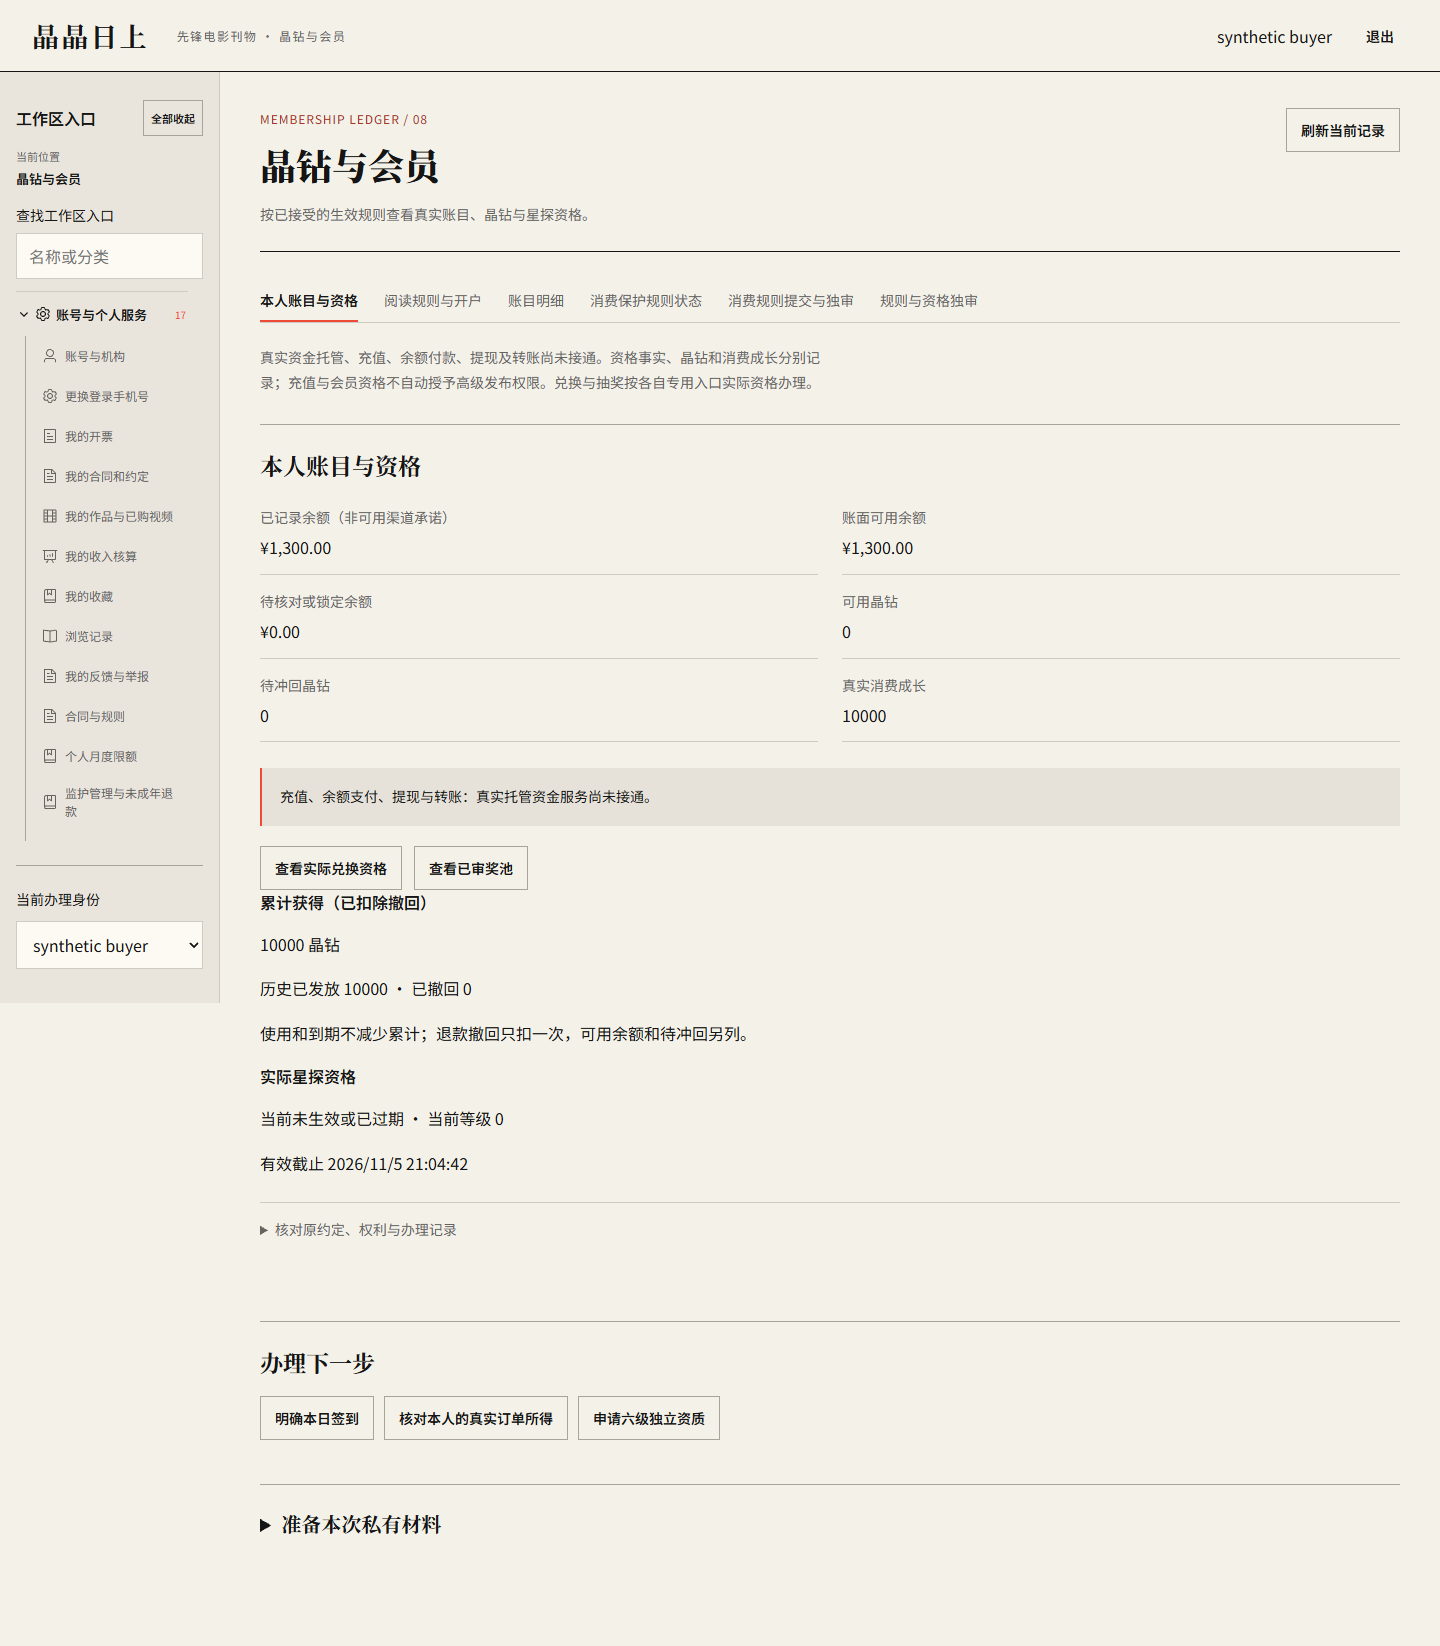 晶晶日上
先锋电影刊物 · 晶钻与会员
synthetic buyer
退出
工作区入口
全部收起
当前位置
晶钻与会员
查找工作区入口
名称或分类
账号与个人服务
17
账号与机构
更换登录手机号
我的开票
我的合同和约定
我的作品与已购视频
我的收入核算
我的收藏
浏览记录
我的反馈与举报
合同与规则
个人月度限额
监护管理与未成年退
款
当前办理身份
synthetic buyer
MEMBERSHIP LEDGER / 08
晶钻与会员
按已接受的生效规则查看真实账目、晶钻与星探资格。
刷新当前记录
本人账目与资格
阅读规则与开户
账目明细
消费保护规则状态
消费规则提交与独审
规则与资格独审
真实资金托管、充值、余额付款、提现及转账尚未接通。资格事实、晶钻和消费成长分别记
录；充值与会员资格不自动授予高级发布权限。兑换与抽奖按各自专用入口实际资格办理。
本人账目与资格
已记录余额（非可用渠道承诺）
¥1,300.00
账面可用余额
¥1,300.00
待核对或锁定余额
¥0.00
可用晶钻
0
待冲回晶钻
0
真实消费成长
10000
充值、余额支付、提现与转账：真实托管资金服务尚未接通。
查看实际兑换资格
查看已审奖池
累计获得（已扣除撤回）
10000 晶钻
历史已发放 10000 · 已撤回 0
使用和到期不减少累计；退款撤回只扣一次，可用余额和待冲回另列。
实际星探资格
当前未生效或已过期 · 当前等级 0
有效截止 2026/11/5 21:04:42
核对原约定、权利与办理记录
办理下一步
明确本日签到
核对本人的真实订单所得
申请六级独立资质
准备本次私有材料